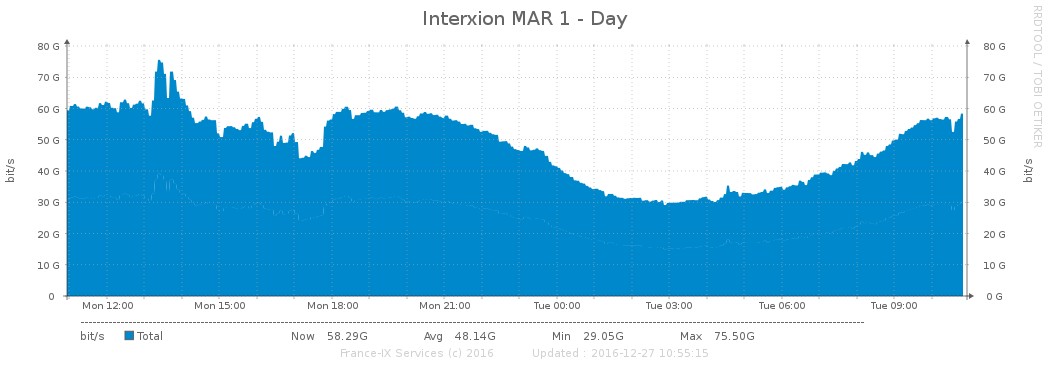 Interxion MAR 1 - Day
RRDTOOL / TOBI OETIKER
bit/s
80 G 80 G
70 G 70 G
60 G 60 G
50 G 50 G
40 G 40 G
30 G 30 G
20 G 20 G
10 G 10 G
0 0 G
bit/s
Mon 12:00 Mon 15:00 Mon 18:00 Mon 21:00 Tue 00:00 Tue 03:00 Tue 06:00 Tue 09:00
bit/s Total Now 58.29G Avg 48.14G Min 29.05G Max 75.50G
France-IX Services (c) 2016 Updated : 2016-12-27 10:55:15